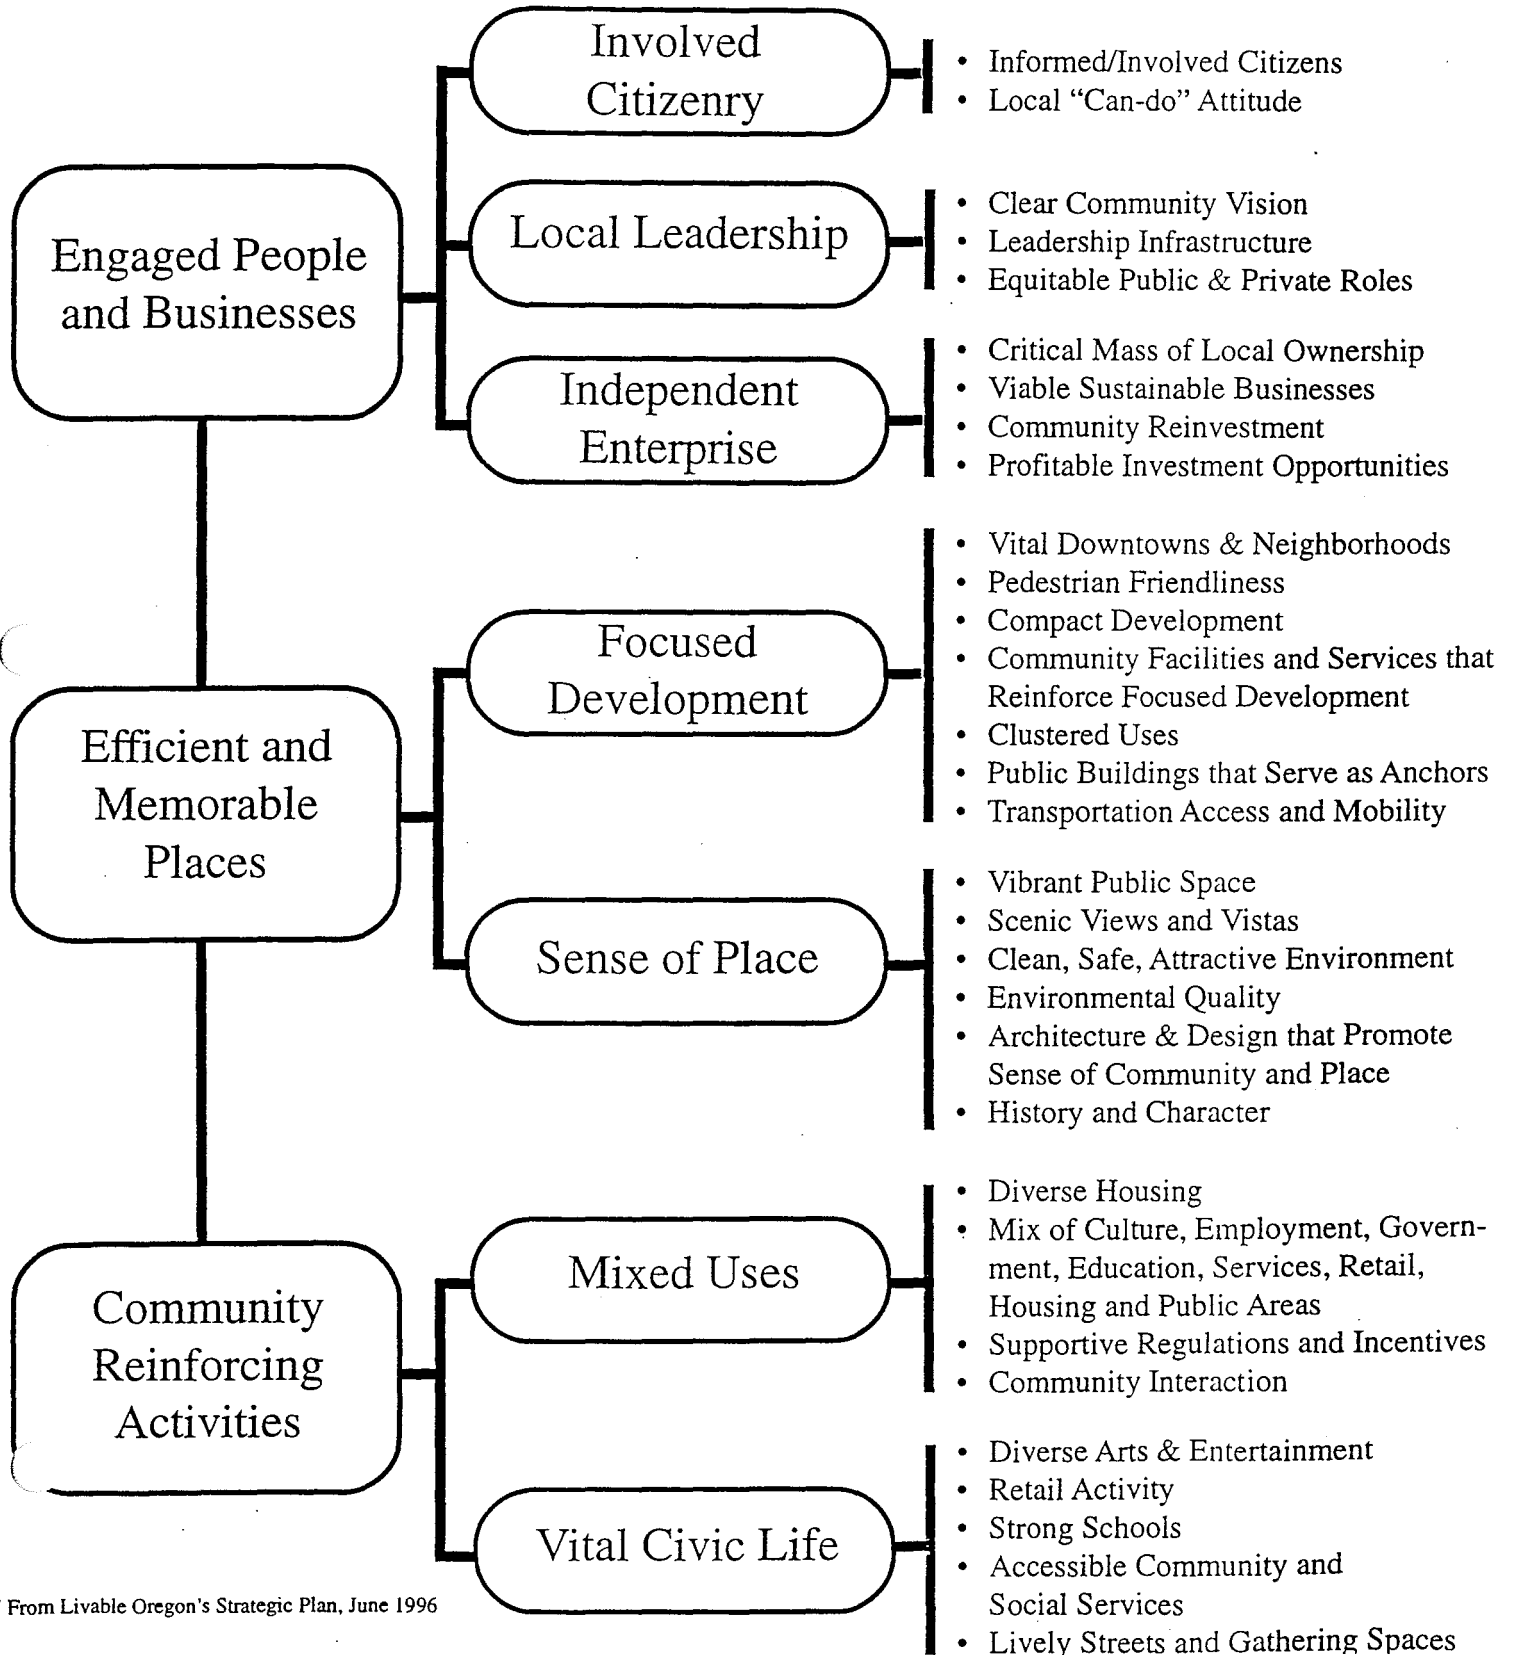 Involved
Citizenry
• Informed/Involved Citizens
• Local “Can-do” Attitude
Engaged People
and Businesses
Local Leadership
• Clear Community Vision
• Leadership Infrastructure
• Equitable Public & Private Roles
Independent
Enterprise
• Critical Mass of Local Ownership
• Viable Sustainable Businesses
• Community Reinvestment
• Profitable Investment Opportunities
Efficient and
Memorable
Places
Focused
Development
• Vital Downtowns & Neighborhoods
• Pedestrian Friendliness
• Compact Development
• Community Facilities and Services that
Reinforce Focused Development
• Clustered Uses
• Public Buildings that Serve as Anchors
• Transportation Access and Mobility
Sense of Place
• Vibrant Public Space
• Scenic Views and Vistas
• Clean, Safe, Attractive Environment
• Environmental Quality
• Architecture & Design that Promote
Sense of Community and Place
• History and Character
Community
Reinforcing
Activities
Mixed Uses
• Diverse Housing
• Mix of Culture, Employment, Govern-
ment, Education, Services, Retail,
Housing and Public Areas
• Supportive Regulations and Incentives
• Community Interaction
Vital Civic Life
• Diverse Arts & Entertainment
• Retail Activity
• Strong Schools
• Accessible Community and
Social Services
• Lively Streets and Gathering Spaces
From Livable Oregon's Strategic Plan, June 1996